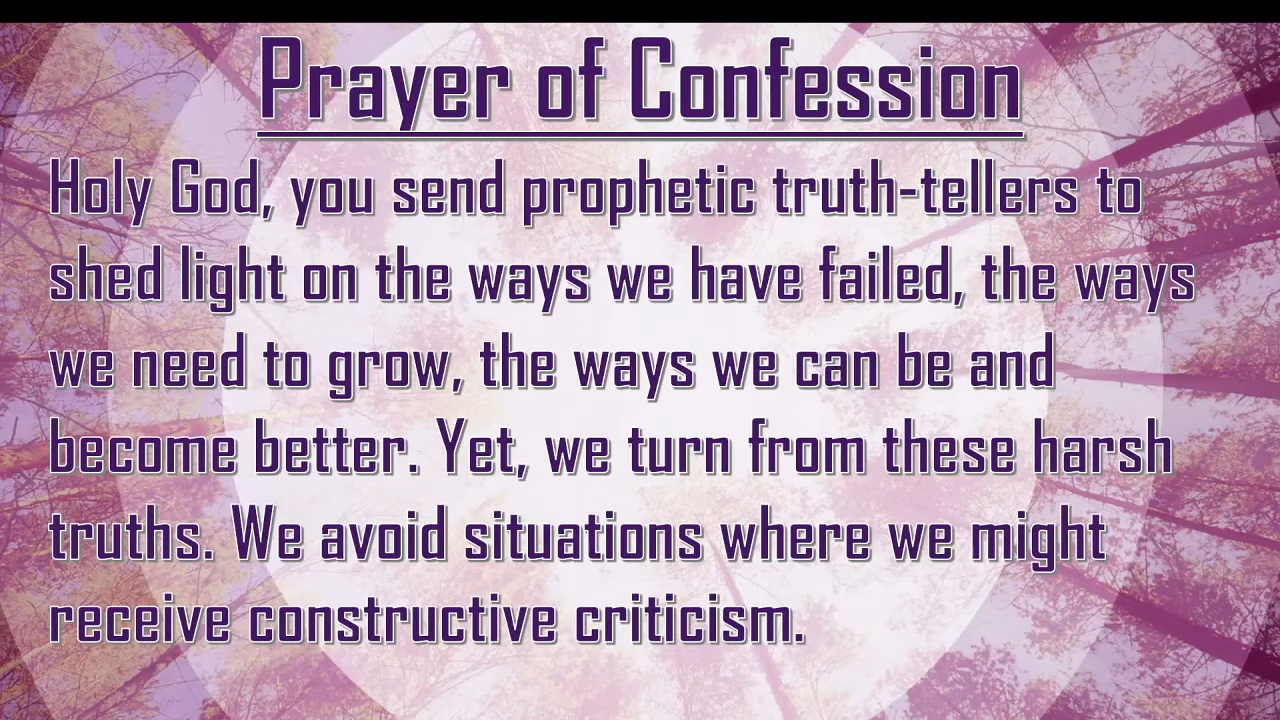 Prayer of Confession
Holy God, you send prophetic truth-tellers to
shed light on the ways we have failed, the ways
we need to grow, the ways we can be and
become better. Yet, we turn from these harsh
truths. We avoid situations where we might
receive constructive criticism.